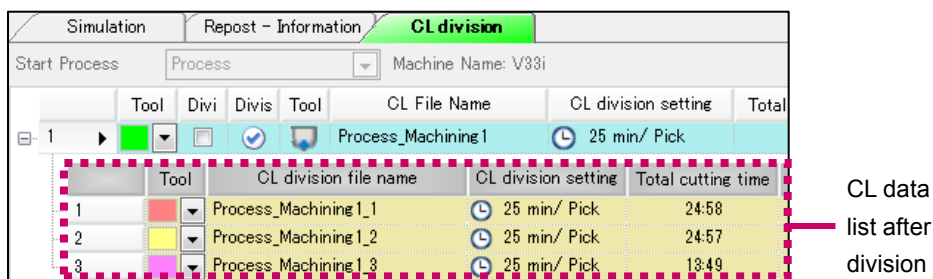 Simulation Repost - Information CL division
Start Process Process Machine Name: V33i
Tool Divi Divis Tool CL File Name CL division setting Total
1 Process_Machining1 25 min/ Pick
Tool CL division file name CL division setting Total cutting time
1 Process_Machining1_1 25 min/ Pick 24:58
2 Process_Machining1_2 25 min/ Pick 24:57
3 Process_Machining1_3 25 min/ Pick 13:49
CL data
list after
division